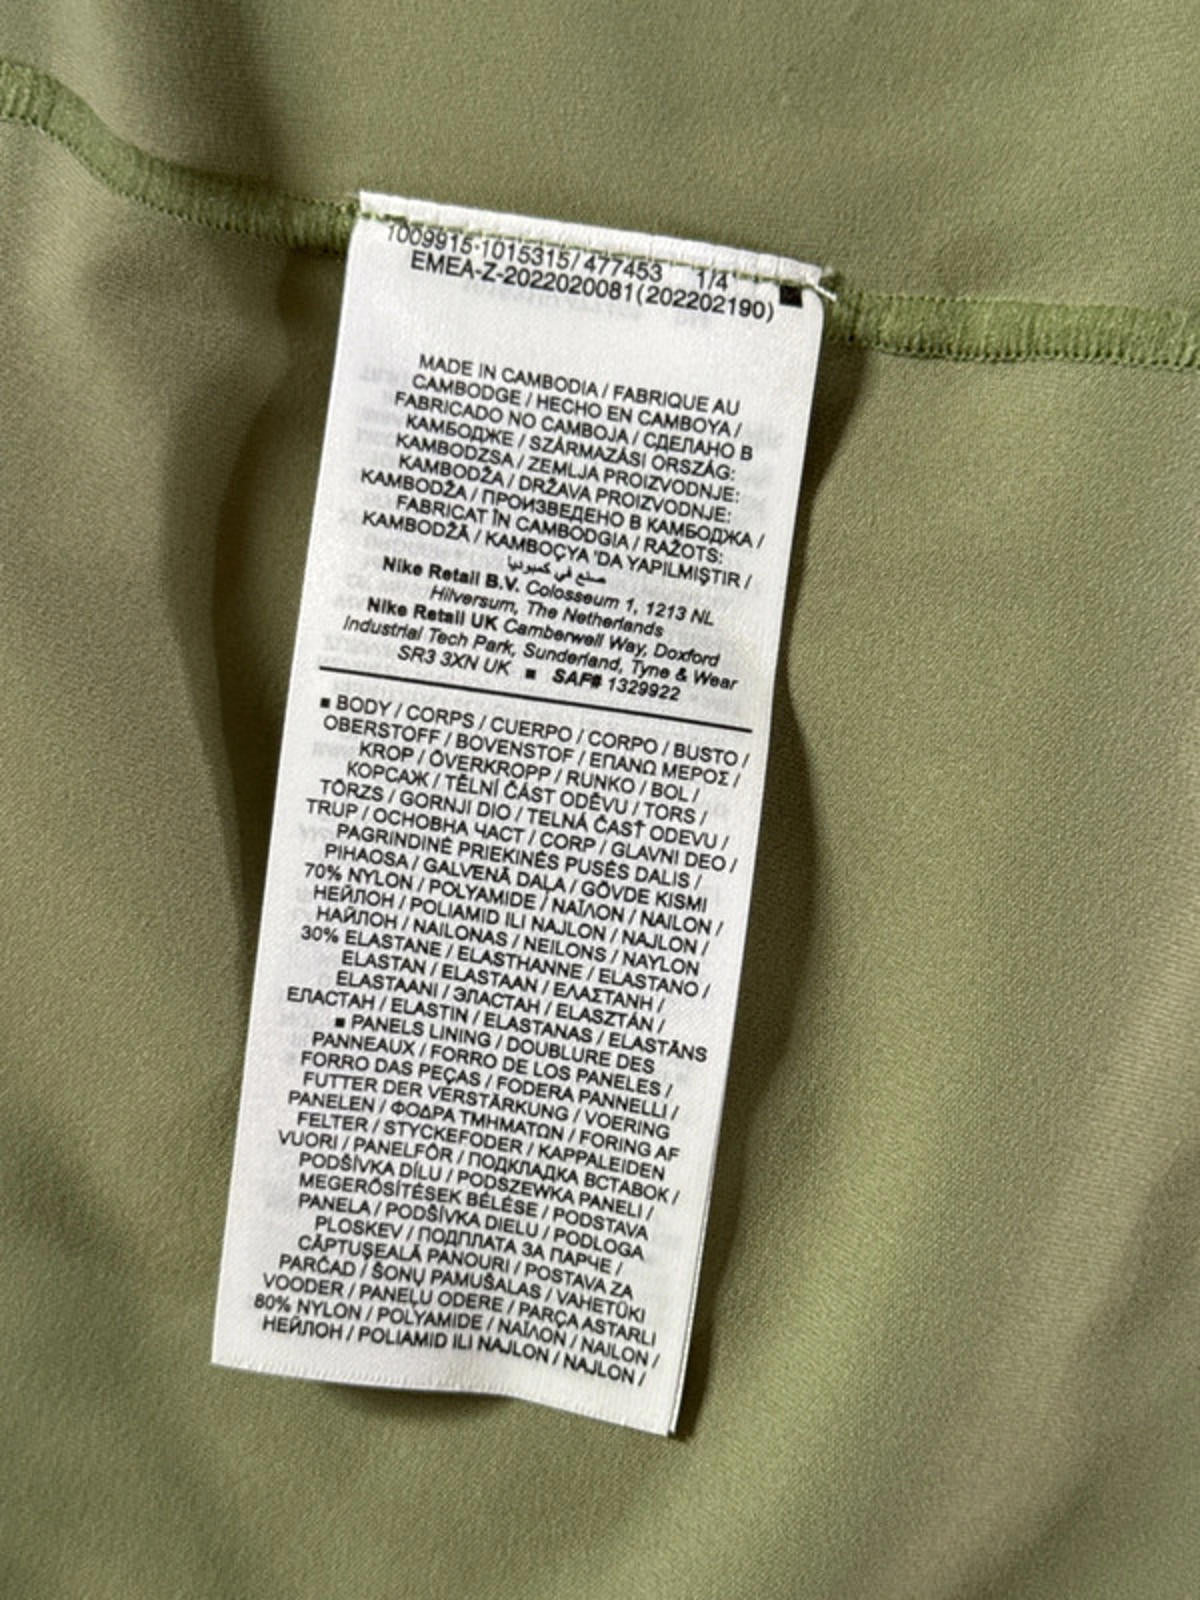 1009915-1015315/477453 1/4
EMEA-Z-2022020081(202202190) ■
MADE IN CAMBODIA / FABRIQUE AU
CAMBODGE / HECHO EN CAMBOYA /
FABRICADO NO CAMBOJA / СДЕЛАНО В
КАМБОДЖЕ / SZÁRMAZÁSI ORSZÁG:
KAMBODZSA / ZEMLJA PROIZVODNJE:
KAMBODŽA / DRŽAVA PROIZVODNJE:
KAMBODŽA / ПРОИЗВЕДЕНО В КАМБОДЖА /
FABRICAT ÎN CAMBODGIA / RAŽOTS:
KAMBODŽĀ / KAMBOÇYA 'DA YAPILMIŞTIR /
صنع في كمبوديا
Nike Retail B.V. Colosseum 1, 1213 NL
Hilversum, The Netherlands
Nike Retail UK Camberwell Way, Doxford
Industrial Tech Park, Sunderland, Tyne & Wear
SR3 3XN UK ■ SAF# 1329922
■ BODY / CORPS / CUERPO / CORPO / BUSTO /
OBERSTOFF / BOVENSTOF / ΕΠΑΝΩ ΜΕΡΟΣ /
KROP / ÖVERKROPP / RUNKO / BOL /
КОРСАЖ / TĚLNÍ ČÁST ODĚVU / TORS /
TÖRZS / GORNJI DIO / TELNÁ ČASŤ ODEVU /
TRUP / ОСНОВНА ЧАСТ / CORP / GLAVNI DEO /
PAGRINDINĖ PRIEKINĖS PUSĖS DALIS /
PIHAOSA / GALVENĀ DAĻA / GÖVDE KISMI
70% NYLON / POLYAMIDE / ΝΑΪΛΟΝ / NAILON /
НЕЙЛОН / POLIAMID ILI NAJLON / NAJLON /
НАЙЛОН / NAILONAS / NEILONS / NAYLON
30% ELASTANE / ELASTHANNE / ELASTANO /
ELASTAN / ELASTAAN / ΕΛΑΣΤΑΝΗ /
ELASTAANI / ЭЛАСТАН / ELASZTÁN /
ЕЛАСТАН / ELASTIN / ELASTANAS / ELASTĀNS
■ PANELS LINING / DOUBLURE DES
PANNEAUX / FORRO DE LOS PANELES /
FORRO DAS PEÇAS / FODERA PANNELLI /
FUTTER DER VERSTÄRKUNG / VOERING
PANELEN / ΦΟΔΡΑ ΤΜΗΜΑΤΩΝ / FORING AF
FELTER / STYCKEFODER / KAPPALEIDEN
VUORI / PANELFÔR / ПОДКЛАДКА ВСТАВОК /
PODŠÍVKA DÍLU / PODSZEWKA PANELI /
MEGERŐSÍTÉSEK BÉLÉSE / PODSTAVA
PANELA / PODŠÍVKA DIELU / PODLOGA
PLOSKEV / ПОДПЛАТА ЗА ПАРЧЕ /
CĂPTUŞEALĂ PANOURI / POSTAVA ZA
PARČAD / ŠONŲ PAMUŠALAS / VAHETÜKI
VOODER / PANEĻU ODERE / PARÇA ASTARLI
80% NYLON / POLYAMIDE / ΝΑΪΛΟΝ / NAILON /
НЕЙЛОН / POLIAMID ILI NAJLON / NAJLON /